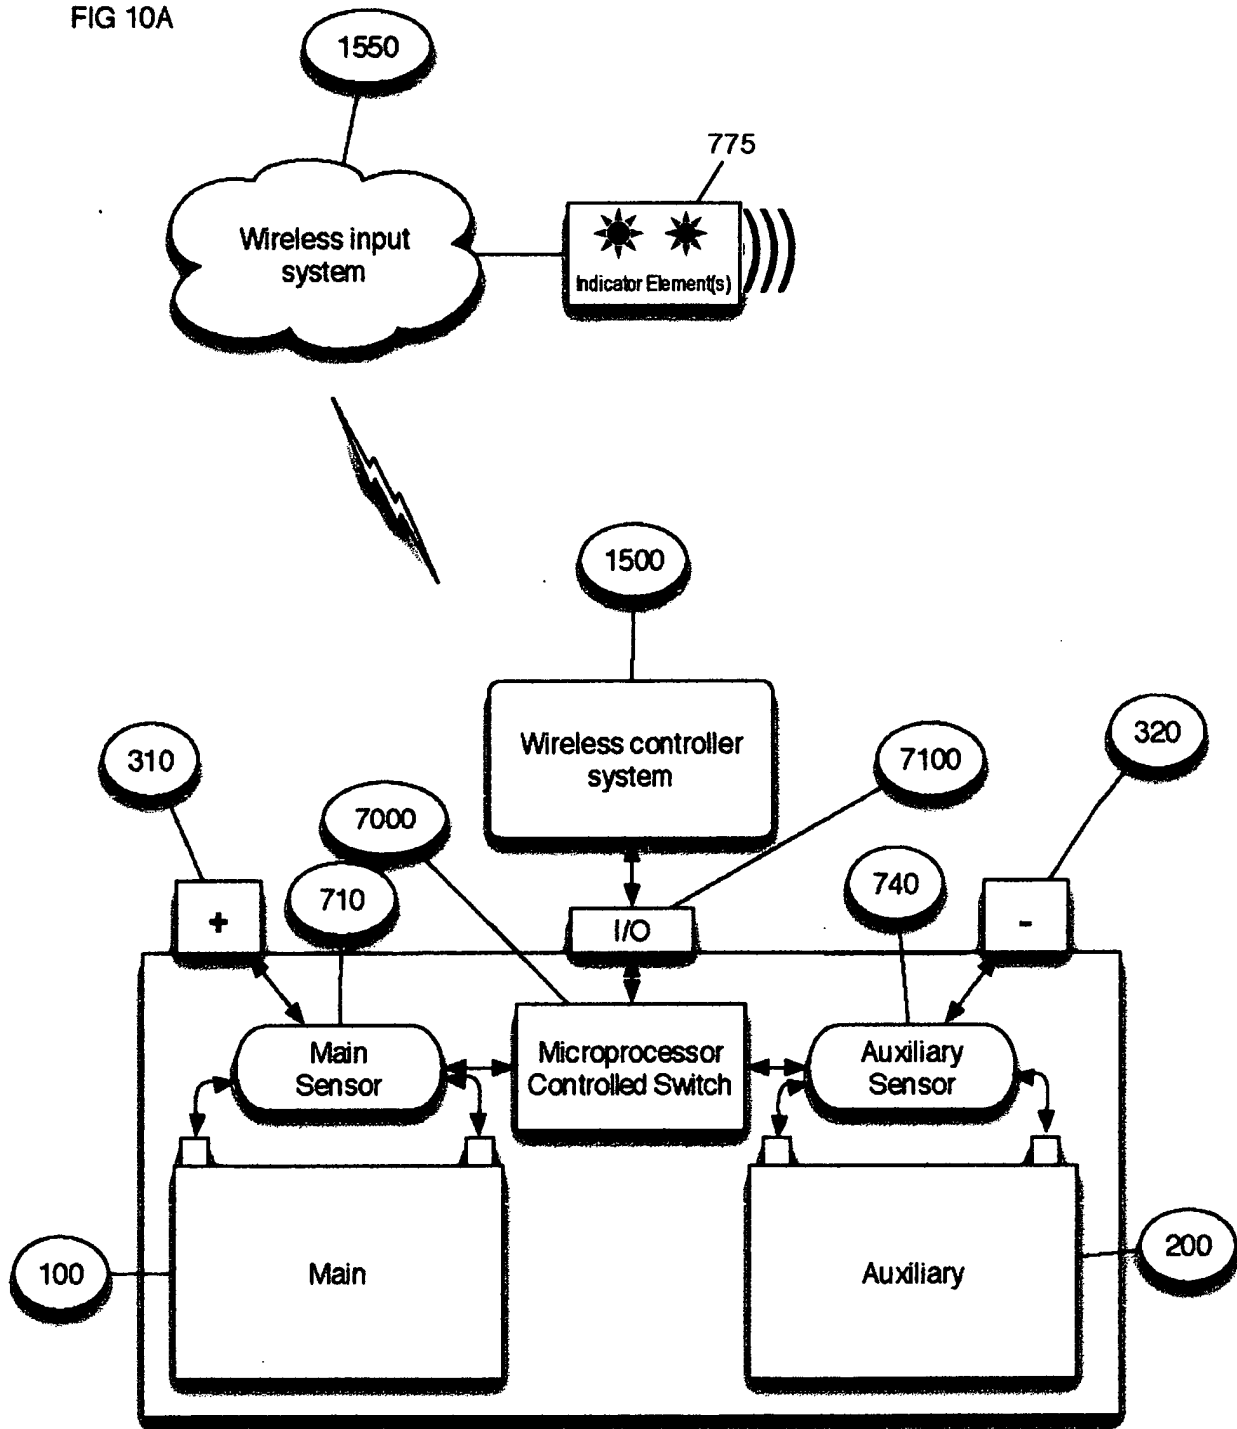 FIG 10A
1550
775
Wireless input
system
Indicator Element(s)
1500
Wireless controller
system
310
7000
7100
320
710
740
+
I/O
-
Main
Sensor
Microprocessor
Controlled Switch
Auxiliary
Sensor
100
Main
Auxiliary
200